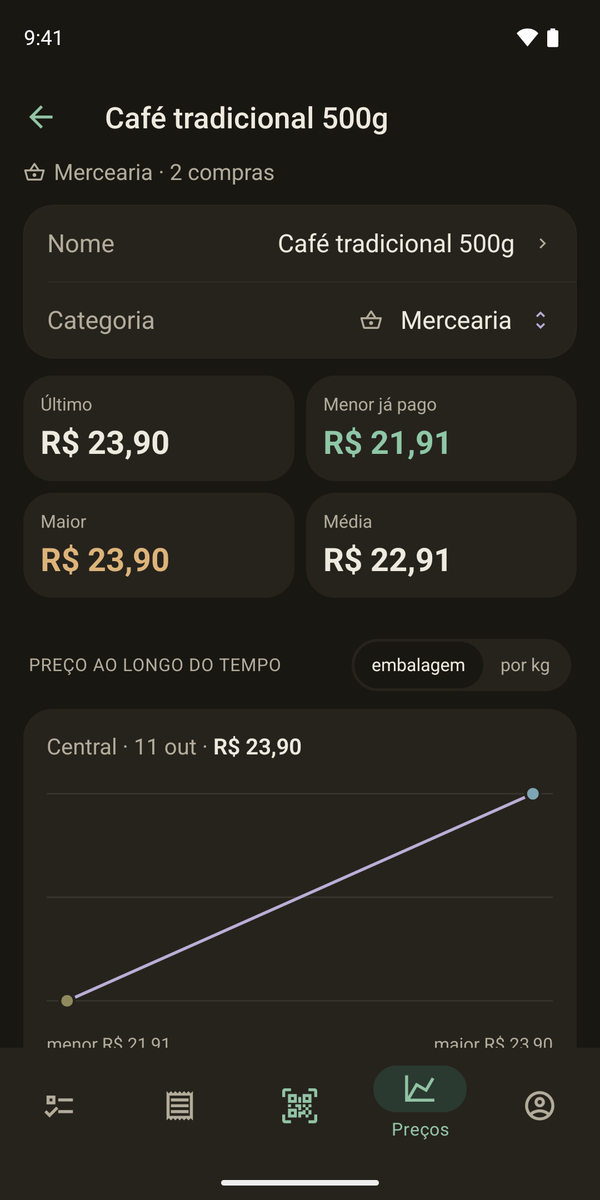 9:41
Café tradicional 500g
Mercearia · 2 compras
Nome Café tradicional 500g
Categoria Mercearia
Último
R$ 23,90
Menor já pago
R$ 21,91
Maior
R$ 23,90
Média
R$ 22,91
PREÇO AO LONGO DO TEMPO
embalagem por kg
Central · 11 out · R$ 23,90
menor R$ 21,91 maior R$ 23,90
Preços